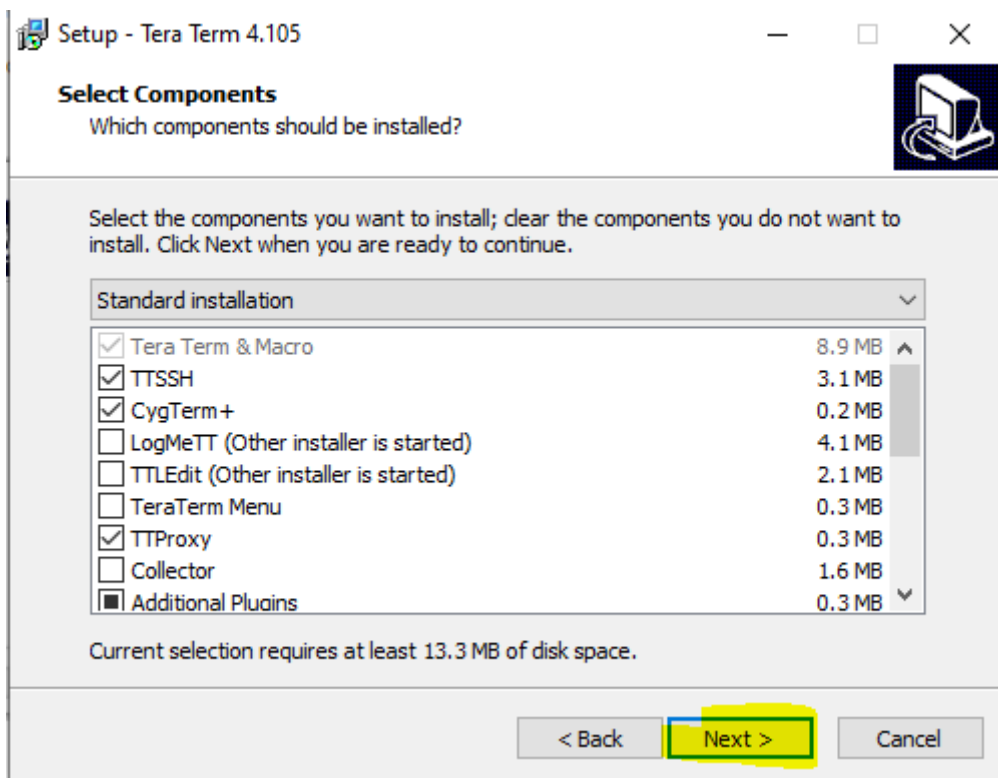 Setup - Tera Term 4.105
Select Components
Which components should be installed?
Select the components you want to install; clear the components you do not want to
install. Click Next when you are ready to continue.
Standard installation
Tera Term & Macro 8.9 MB
TTSSH 3.1 MB
CygTerm+ 0.2 MB
LogMeTT (Other installer is started) 4.1 MB
TTLEdit (Other installer is started) 2.1 MB
TeraTerm Menu 0.3 MB
TTProxy 0.3 MB
Collector 1.6 MB
Additional Plugins 0.3 MB
Current selection requires at least 13.3 MB of disk space.
< Back Next > Cancel